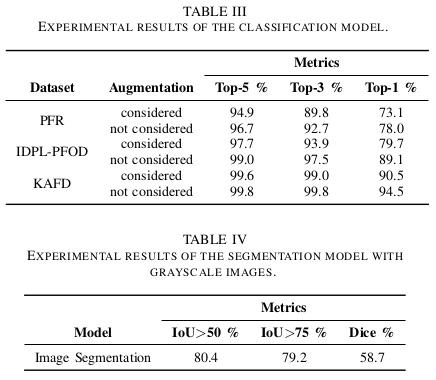 TABLE III
EXPERIMENTAL RESULTS OF THE CLASSIFICATION MODEL.
Metrics
Dataset Augmentation Top-5 % Top-3 % Top-1 %
PFR considered 94.9 89.8 73.1
not considered 96.7 92.7 78.0
IDPL-PFOD considered 97.7 93.9 79.7
not considered 99.0 97.5 89.1
KAFD considered 99.6 99.0 90.5
not considered 99.8 99.8 94.5
TABLE IV
EXPERIMENTAL RESULTS OF THE SEGMENTATION MODEL WITH
GRAYSCALE IMAGES.
Metrics
Model IoU>50 % IoU>75 % Dice %
Image Segmentation 80.4 79.2 58.7